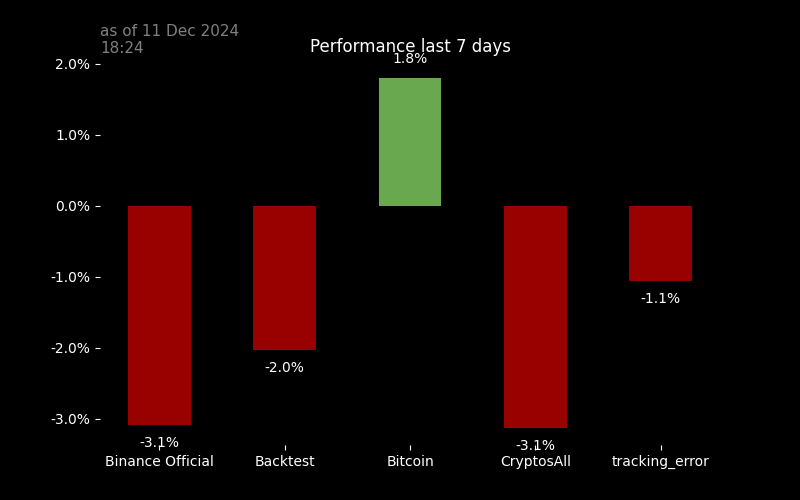 as of 11 Dec 2024
18:24
Performance last 7 days
2.0%
1.0%
0.0%
-1.0%
-2.0%
-3.0%
-3.1%
-2.0%
1.8%
-3.1%
-1.1%
Binance Official
Backtest
Bitcoin
CryptosAll
tracking_error